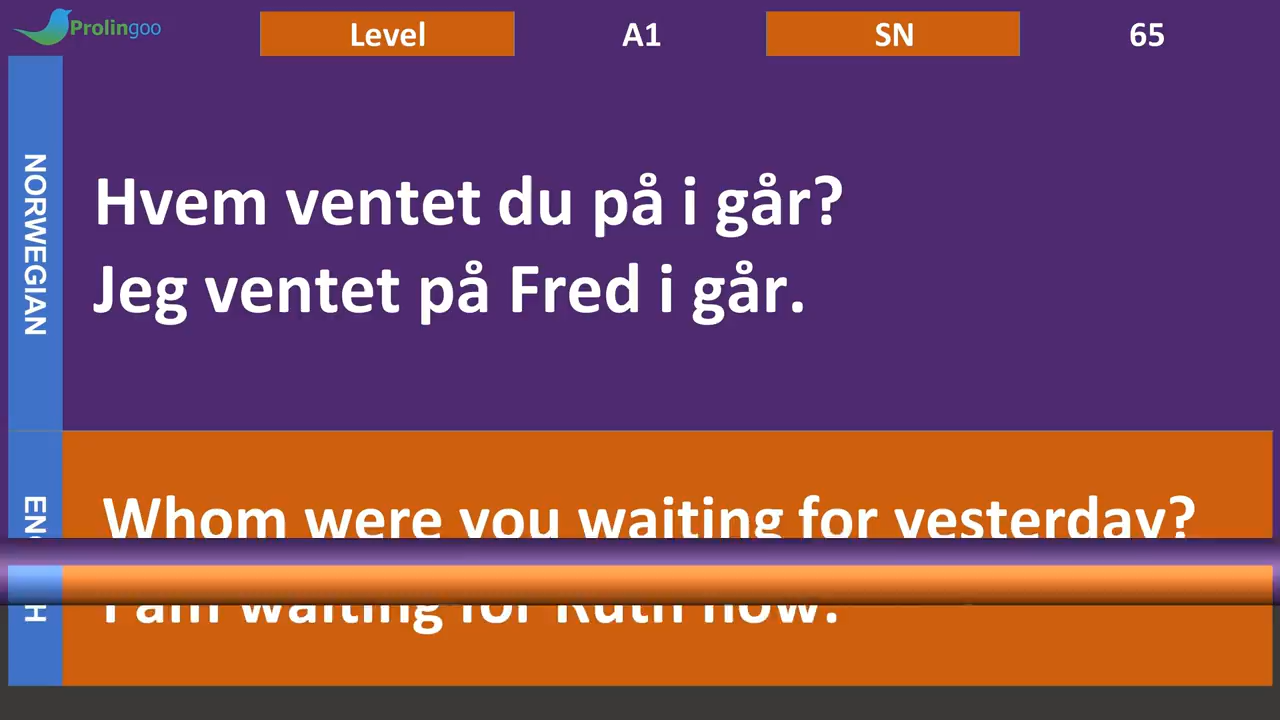 Prolingoo
Level A1 SN 65
NORWEGIAN
Hvem ventet du på i går?
Jeg ventet på Fred i går.
Whom were you waiting for yesterday?
I am waiting for Ruth now.